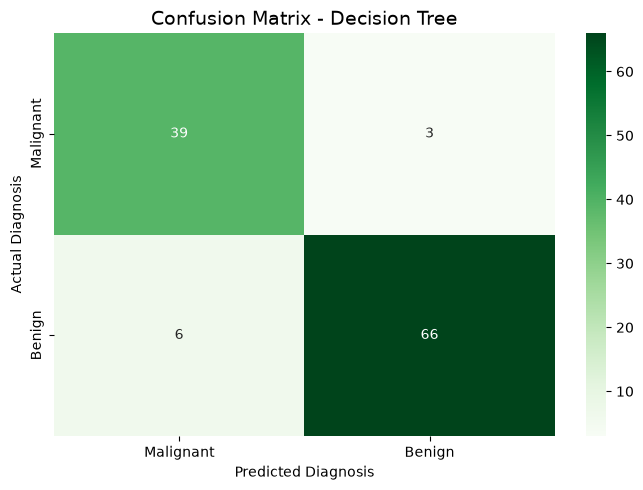 Confusion Matrix - Decision Tree
Actual Diagnosis
Malignant
Benign
39
3
6
66
Malignant
Benign
Predicted Diagnosis
60
50
40
30
20
10